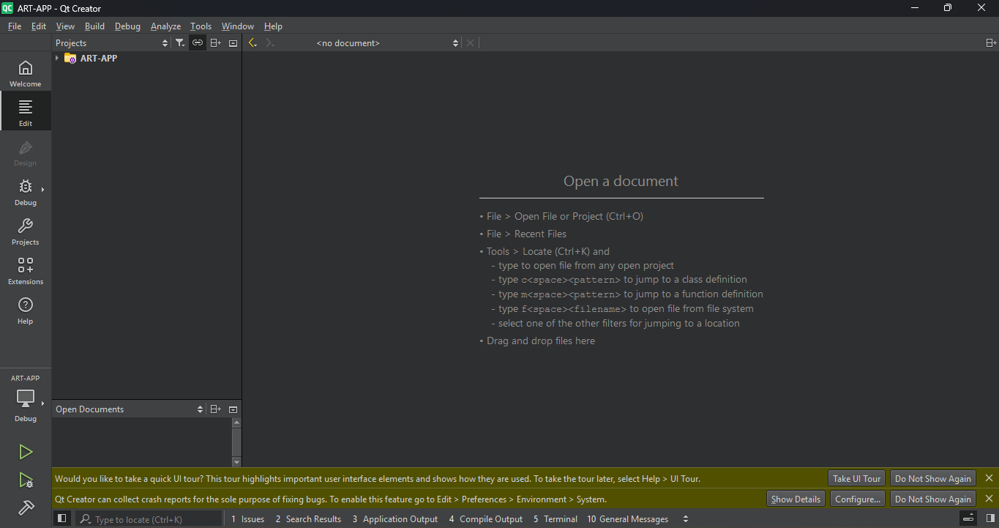 QC ART-APP - Qt Creator
File Edit View Build Debug Analyze Tools Window Help
Projects <no document>
ART-APP
Welcome
Edit
Design
Debug
Projects
Extensions
Help
Open a document
• File > Open File or Project (Ctrl+O)
• File > Recent Files
• Tools > Locate (Ctrl+K) and
- type to open file from any open project
- type c<space><pattern> to jump to a class definition
- type m<space><pattern> to jump to a function definition
- type f<space><filename> to open file from file system
- select one of the other filters for jumping to a location
• Drag and drop files here
ART-APP
Debug
Open Documents
Would you like to take a quick UI tour? This tour highlights important user interface elements and shows how they are used. To take the tour later, select Help > UI Tour. Take UI Tour Do Not Show Again
Qt Creator can collect crash reports for the sole purpose of fixing bugs. To enable this feature go to Edit > Preferences > Environment > System. Show Details Configure... Do Not Show Again
Type to locate (Ctrl+K) 1 Issues 2 Search Results 3 Application Output 4 Compile Output 5 Terminal 10 General Messages